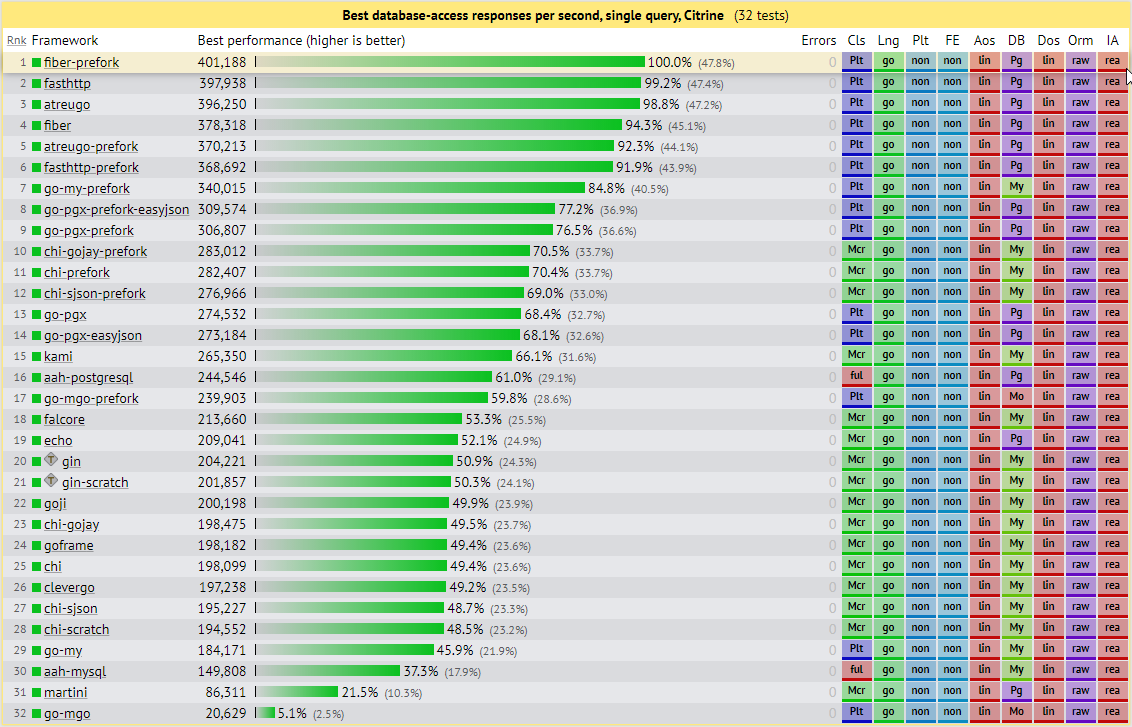 Best database-access responses per second, single query, Citrine (32 tests)
Rnk Framework Best performance (higher is better) Errors Cls Lng Plt FE Aos DB Dos Orm IA
1 fiber-prefork 401,188 100.0% (47.8%) 0 Plt go non non lin Pg lin raw rea
2 fasthttp 397,938 99.2% (47.4%) 0 Plt go non non lin Pg lin raw rea
3 atreugo 396,250 98.8% (47.2%) 0 Plt go non non lin Pg lin raw rea
4 fiber 378,318 94.3% (45.1%) 0 Plt go non non lin Pg lin raw rea
5 atreugo-prefork 370,213 92.3% (44.1%) 0 Plt go non non lin Pg lin raw rea
6 fasthttp-prefork 368,692 91.9% (43.9%) 0 Plt go non non lin Pg lin raw rea
7 go-my-prefork 340,015 84.8% (40.5%) 0 Plt go non non lin My lin raw rea
8 go-pgx-prefork-easyjson 309,574 77.2% (36.9%) 0 Plt go non non lin Pg lin raw rea
9 go-pgx-prefork 306,807 76.5% (36.6%) 0 Plt go non non lin Pg lin raw rea
10 chi-gojay-prefork 283,012 70.5% (33.7%) 0 Mcr go non non lin My lin raw rea
11 chi-prefork 282,407 70.4% (33.7%) 0 Mcr go non non lin My lin raw rea
12 chi-sjson-prefork 276,966 69.0% (33.0%) 0 Mcr go non non lin My lin raw rea
13 go-pgx 274,532 68.4% (32.7%) 0 Plt go non non lin Pg lin raw rea
14 go-pgx-easyjson 273,184 68.1% (32.6%) 0 Plt go non non lin Pg lin raw rea
15 kami 265,350 66.1% (31.6%) 0 Mcr go non non lin My lin raw rea
16 aah-postgresql 244,546 61.0% (29.1%) 0 ful go non non lin Pg lin raw rea
17 go-mgo-prefork 239,903 59.8% (28.6%) 0 Plt go non non lin Mo lin raw rea
18 falcore 213,660 53.3% (25.5%) 0 Mcr go non non lin My lin raw rea
19 echo 209,041 52.1% (24.9%) 0 Mcr go non non lin Pg lin raw rea
20 T gin 204,221 50.9% (24.3%) 0 Mcr go non non lin My lin raw rea
21 T gin-scratch 201,857 50.3% (24.1%) 0 Mcr go non non lin My lin raw rea
22 goji 200,198 49.9% (23.9%) 0 Mcr go non non lin My lin raw rea
23 chi-gojay 198,475 49.5% (23.7%) 0 Mcr go non non lin My lin raw rea
24 goframe 198,182 49.4% (23.6%) 0 Mcr go non non lin My lin raw rea
25 chi 198,099 49.4% (23.6%) 0 Mcr go non non lin My lin raw rea
26 clevergo 197,238 49.2% (23.5%) 0 Mcr go non non lin My lin raw rea
27 chi-sjson 195,227 48.7% (23.3%) 0 Mcr go non non lin My lin raw rea
28 chi-scratch 194,552 48.5% (23.2%) 0 Mcr go non non lin My lin raw rea
29 go-my 184,171 45.9% (21.9%) 0 Plt go non non lin My lin raw rea
30 aah-mysql 149,808 37.3% (17.9%) 0 ful go non non lin My lin raw rea
31 martini 86,311 21.5% (10.3%) 0 Mcr go non non lin Pg lin raw rea
32 go-mgo 20,629 5.1% (2.5%) 0 Plt go non non lin Mo lin raw rea